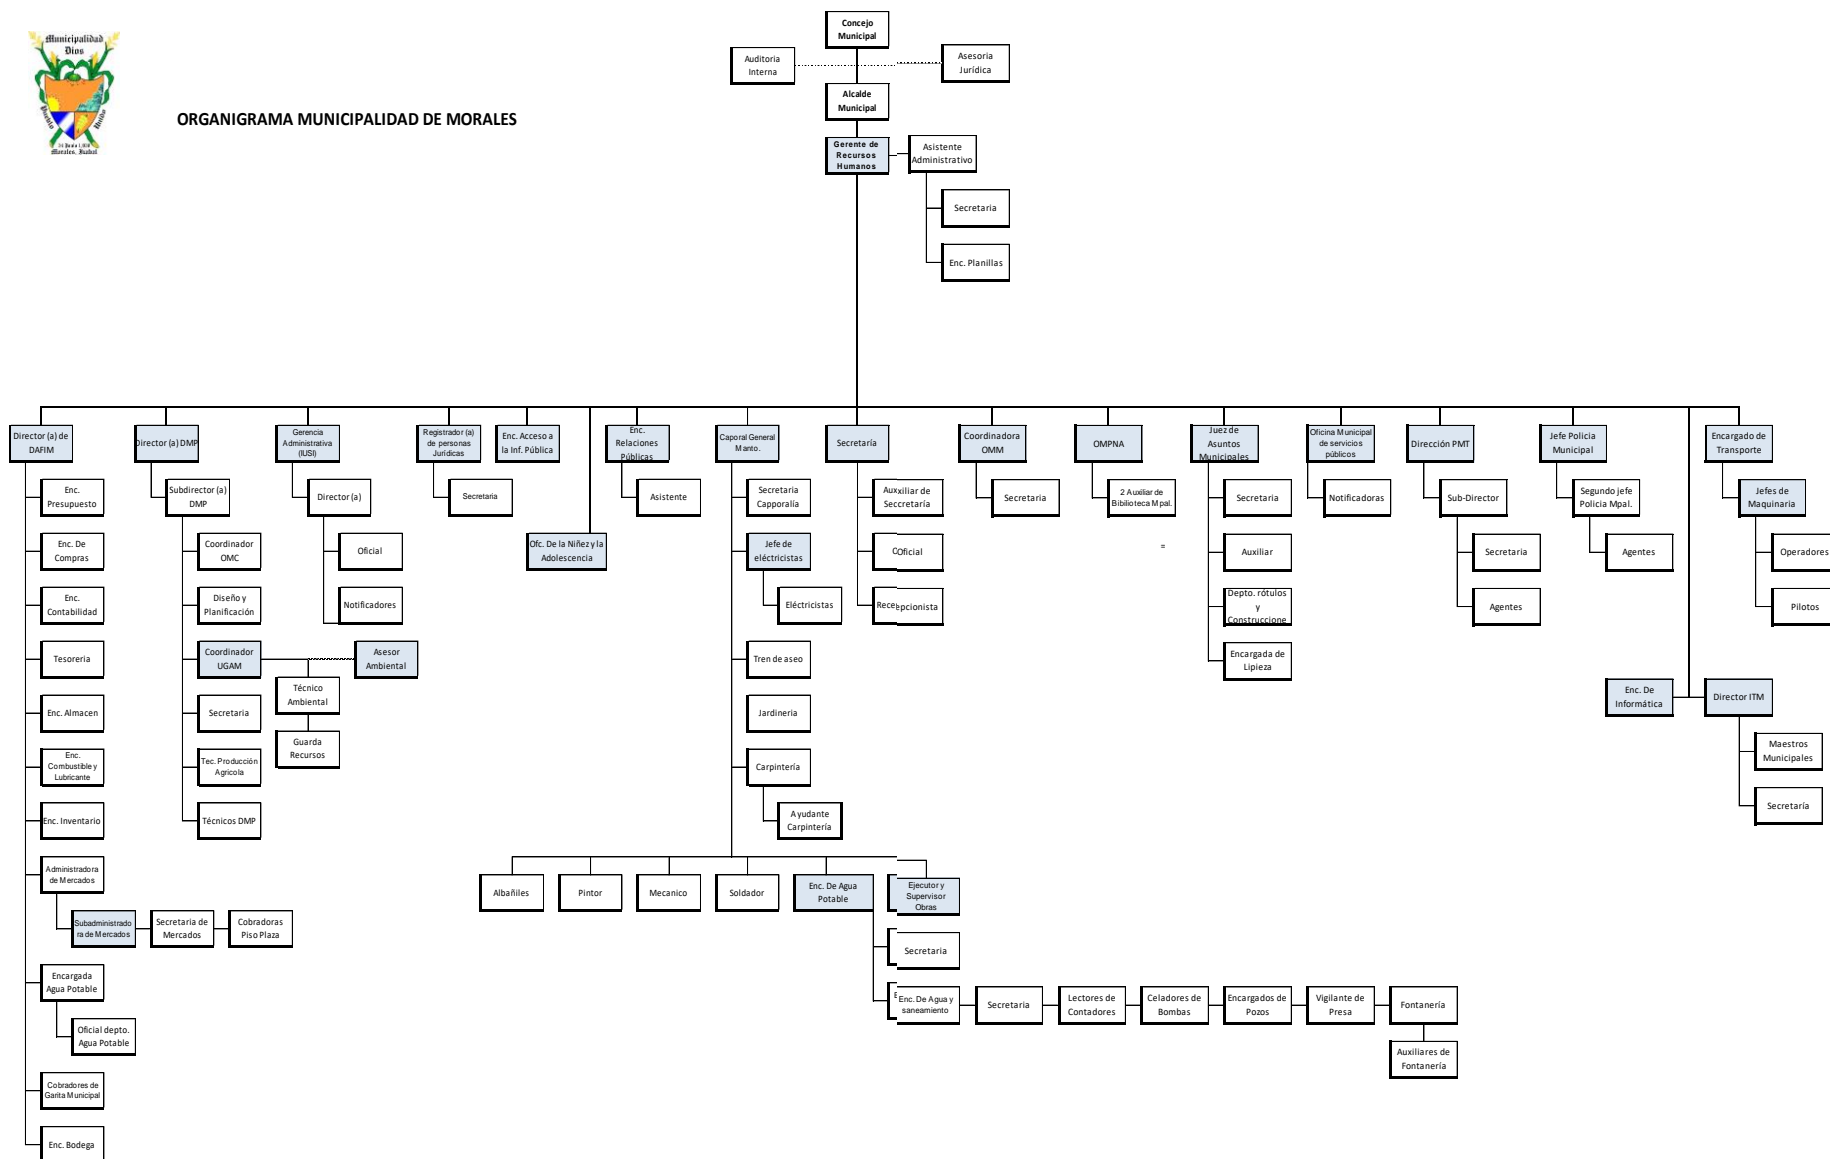 Municipalidad
Dios
Pueblo
Morales, Izabal
ORGANIGRAMA MUNICIPALIDAD DE MORALES
Concejo
Municipal
Auditoria
Interna
Asesoria
Jurídica
Alcalde
Municipal
Gerente de
Recursos
Humanos
Asistente
Administrativo
Secretaria
Enc. Planillas
Director (a) de
DAFIM
Director (a) DMP
Gerencia
Administrativa
(IUSI)
Registrador (a)
de personas
Jurídicas
Enc. Acceso a
la Inf. Pública
Enc.
Relaciones
Públicas
Caporal General
Manto.
Secretaría
Coordinadora
OMM
OMPNA
Juez de
Asuntos
Municipales
Oficina Municipal
de servicios
públicos
Dirección PMT
Jefe Policia
Municipal
Encargado de
Transporte
Enc.
Presupuesto
Enc. De
Compras
Enc.
Contabilidad
Tesoreria
Enc. Almacen
Enc.
Combustible y
Lubricante
Enc. Inventario
Administradora
de Mercados
Subadministrado
ra de Mercados
Secretaria de
Mercados
Cobradoras
Piso Plaza
Encargada
Agua Potable
Oficial depto.
Agua Potable
Cobradores de
Garita Municipal
Enc. Bodega
Subdirector (a)
DMP
Coordinador
OMC
Diseño y
Planificación
Coordinador
UGAM
Asesor
Ambiental
Técnico
Ambiental
Guarda
Recursos
Secretaria
Tec. Producción
Agricola
Técnicos DMP
Director (a)
Oficial
Notificadores
Secretaria
Ofc. De la Niñez y la
Adolescencia
Asistente
Secretaria
Capporalía
Jefe de
eléctricistas
Eléctricistas
Tren de aseo
Jardineria
Carpintería
Ayudante
Carpintería
Albañiles
Pintor
Mecanico
Soldador
Enc. De Agua
Potable
Ejecutor y
Supervisor
Obras
Secretaria
Enc. De Agua y
saneamiento
Secretaria
Lectores de
Contadores
Celadores de
Bombas
Encargados de
Pozos
Vigilante de
Presa
Fontanería
Auxiliares de
Fontanería
Auxxiliar de
Seccretaría
Oficial
Recepcionista
Secretaria
2 Auxiliar de
Bibilioteca Mpal.
=
Secretaria
Auxiliar
Depto. rótulos
y
Construccione
Encargada de
Lipieza
Notificadoras
Sub-Director
Secretaria
Agentes
Segundo jefe
Policia Mpal.
Agentes
Jefes de
Maquinaria
Operadores
Pilotos
Enc. De
Informática
Director ITM
Maestros
Municipales
Secretaría